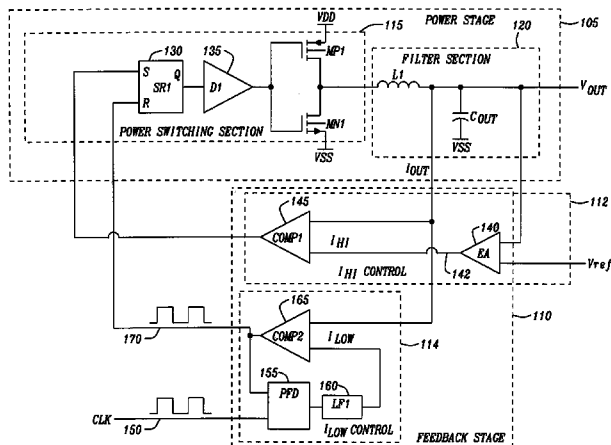 115
VDD
POWER STAGE
120
105
130
135
MP1
FILTER SECTION
S
Q
SR1
R
D1
L1
VOUT
MN1
COUT
VSS
POWER SWITCHING SECTION
VSS
IOUT
112
145
140
COMP1
IHI
EA
142
Vref
IHI CONTROL
165
110
COMP2
ILOW
114
170
155
160
PFD
LF1
CLK
150
ILOW CONTROL
FEEDBACK STAGE